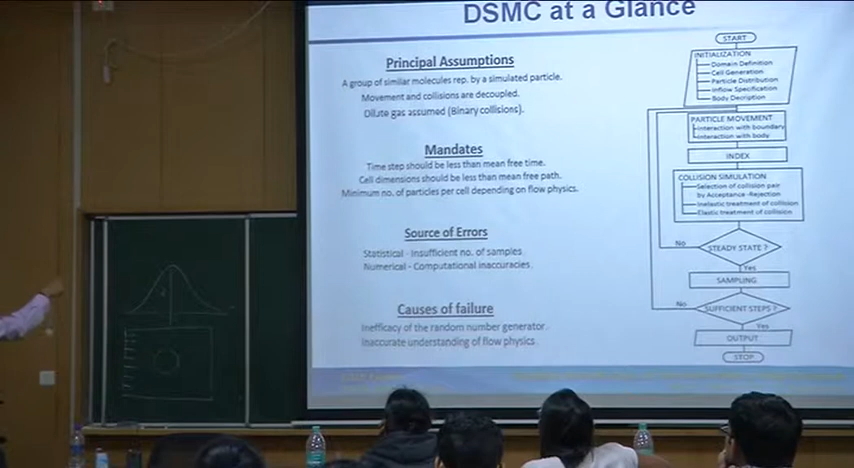 DSMC at a Glance
Principal Assumptions
A group of similar molecules rep. by a simulated particle.
Movement and collisions are decoupled.
Dilute gas assumed (Binary collisions).
Mandates
Time step should be less than mean free time.
Cell dimensions should be less than mean free path.
Minimum no. of particles per cell depending on flow physics.
Source of Errors
Statistical - Insufficient no. of samples
Numerical - Computational inaccuracies
Causes of failure
Inefficacy of the random number generator
Inaccurate understanding of flow physics
START
INITIALIZATION
Domain Definition
Cell Generation
Particle Distribution
Inflow Specification
Body Decription
PARTICLE MOVEMENT
Interaction with boundary
Interaction with body
INDEX
COLLISION SIMULATION
Selection of collision pair
by Acceptance -Rejection
Inelastic treatment of collision
Elastic treatment of collision
STEADY STATE ?
No
Yes
SAMPLING
SUFFICIENT STEPS ?
No
Yes
OUTPUT
STOP